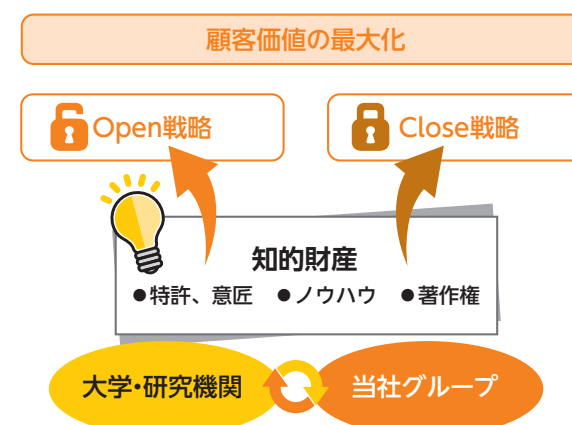 顧客価値の最大化
Open戦略
Close戦略
知的財産
●特許、意匠 ●ノウハウ ●著作権
大学・研究機関
当社グループ